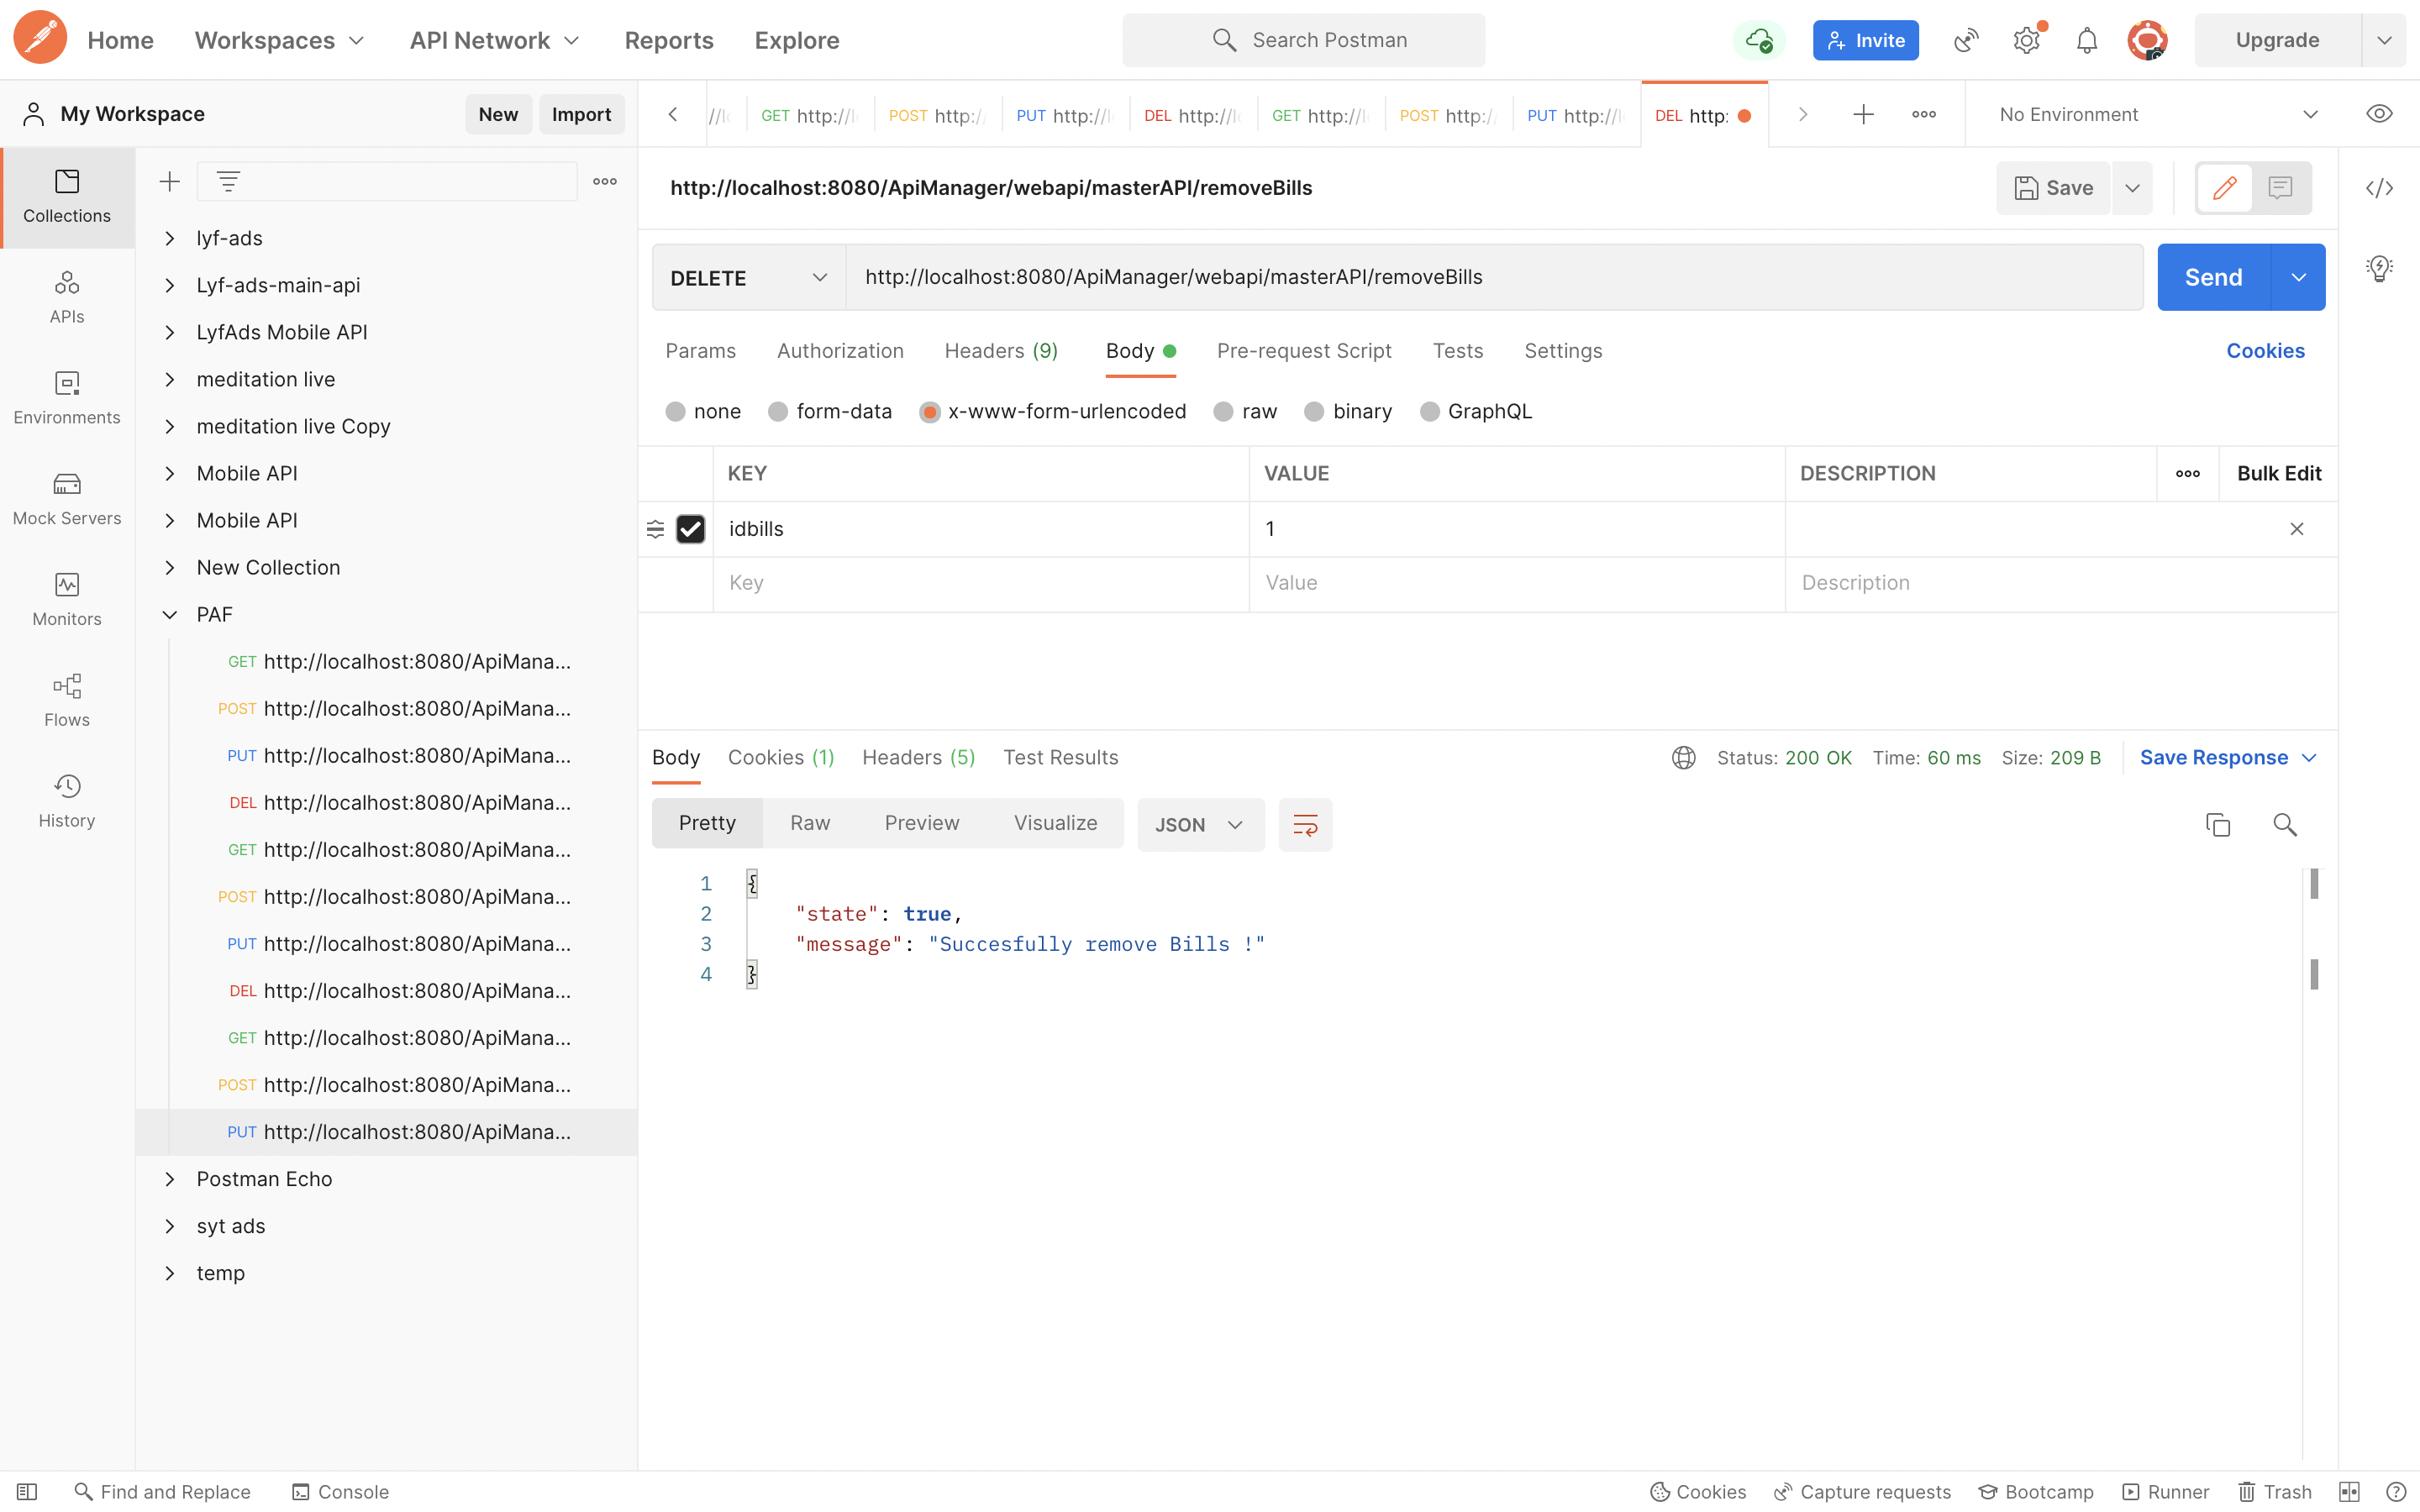 Home Workspaces API Network Reports Explore Search Postman Invite Upgrade
My Workspace New Import
GET http:// POST http:/ PUT http:// DEL http:// GET http:// POST http:/ PUT http:// DEL http: No Environment
Collections
APIs
Environments
Mock Servers
Monitors
Flows
History
lyf-ads
Lyf-ads-main-api
LyfAds Mobile API
meditation live
meditation live Copy
Mobile API
Mobile API
New Collection
PAF
GET http://localhost:8080/ApiMana...
POST http://localhost:8080/ApiMana...
PUT http://localhost:8080/ApiMana...
DEL http://localhost:8080/ApiMana...
GET http://localhost:8080/ApiMana...
POST http://localhost:8080/ApiMana...
PUT http://localhost:8080/ApiMana...
DEL http://localhost:8080/ApiMana...
GET http://localhost:8080/ApiMana...
POST http://localhost:8080/ApiMana...
PUT http://localhost:8080/ApiMana...
Postman Echo
syt ads
temp
http://localhost:8080/ApiManager/webapi/masterAPI/removeBills Save
DELETE http://localhost:8080/ApiManager/webapi/masterAPI/removeBills Send
Params Authorization Headers (9) Body Pre-request Script Tests Settings Cookies
none form-data x-www-form-urlencoded raw binary GraphQL
KEY VALUE DESCRIPTION Bulk Edit
idbills 1
Key Value Description
Body Cookies (1) Headers (5) Test Results Status: 200 OK Time: 60 ms Size: 209 B Save Response
Pretty Raw Preview Visualize JSON
1 {
2 "state": true,
3 "message": "Succesfully remove Bills !"
4 }
Find and Replace Console Cookies Capture requests Bootcamp Runner Trash